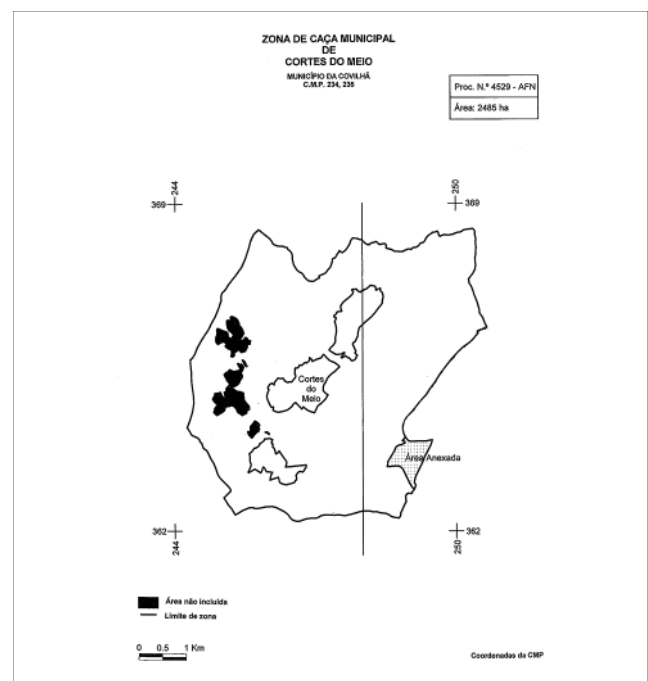 ZONA DE CAÇA MUNICIPAL
DE
CORTES DO MEIO
MUNICÍPIO DA COVILHÃ
C.M.P. 234, 235
Proc. N.º 4529 - AFN
Área: 2485 ha
244
250
369
369
Cortes
do
Meio
Área Anexada
362
362
244
250
Área não incluída
Limite de zona
0 0.5 1 Km
Coordenadas da CMP